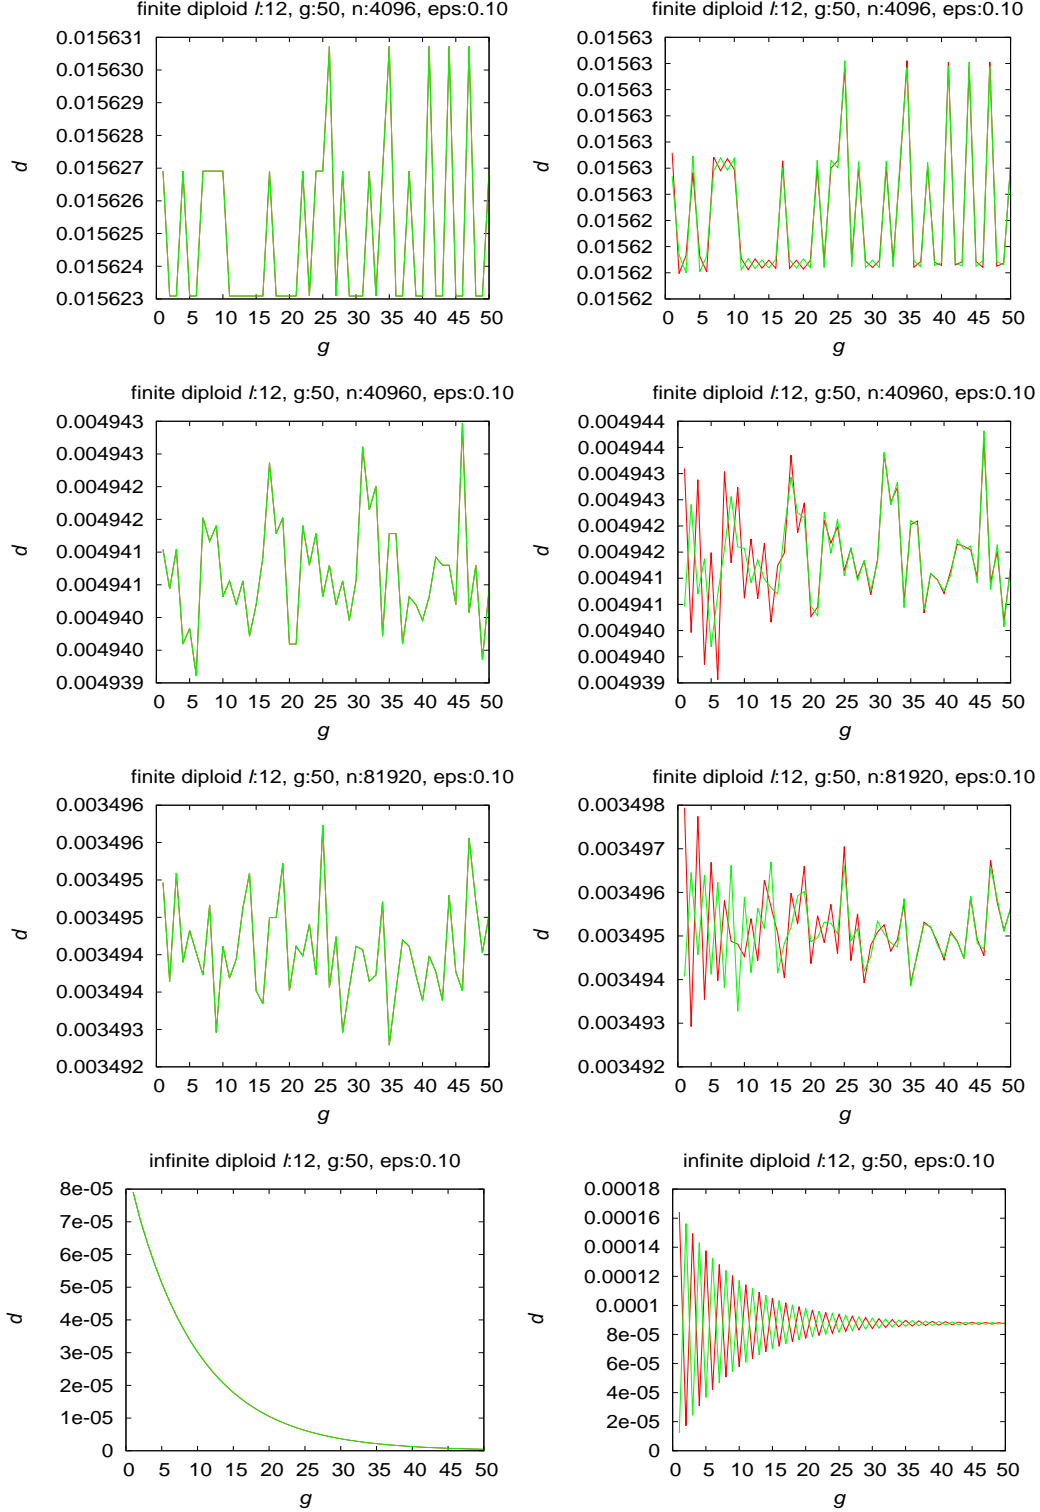 finite diploid l:12, g:50, n:4096, eps:0.10
0.015631
0.015630
0.015629
0.015628
0.015627
0.015626
0.015625
0.015624
0.015623
0 5 10 15 20 25 30 35 40 45 50
d
g
finite diploid l:12, g:50, n:4096, eps:0.10
0.01563
0.01563
0.01563
0.01563
0.01563
0.01563
0.01562
0.01562
0.01562
0.01562
0 5 10 15 20 25 30 35 40 45 50
d
g
finite diploid l:12, g:50, n:40960, eps:0.10
0.004943
0.004943
0.004942
0.004942
0.004941
0.004941
0.004940
0.004940
0.004939
0 5 10 15 20 25 30 35 40 45 50
d
g
finite diploid l:12, g:50, n:40960, eps:0.10
0.004944
0.004944
0.004943
0.004943
0.004942
0.004942
0.004941
0.004941
0.004940
0.004940
0.004939
0 5 10 15 20 25 30 35 40 45 50
d
g
finite diploid l:12, g:50, n:81920, eps:0.10
0.003496
0.003496
0.003495
0.003495
0.003494
0.003494
0.003493
0.003492
0 5 10 15 20 25 30 35 40 45 50
d
g
finite diploid l:12, g:50, n:81920, eps:0.10
0.003498
0.003497
0.003496
0.003495
0.003494
0.003493
0.003492
0 5 10 15 20 25 30 35 40 45 50
d
g
infinite diploid l:12, g:50, eps:0.10
8e-05
7e-05
6e-05
5e-05
4e-05
3e-05
2e-05
1e-05
0
0 5 10 15 20 25 30 35 40 45 50
d
g
infinite diploid l:12, g:50, eps:0.10
0.00018
0.00016
0.00014
0.00012
0.0001
8e-05
6e-05
4e-05
2e-05
0
0 5 10 15 20 25 30 35 40 45 50
d
g